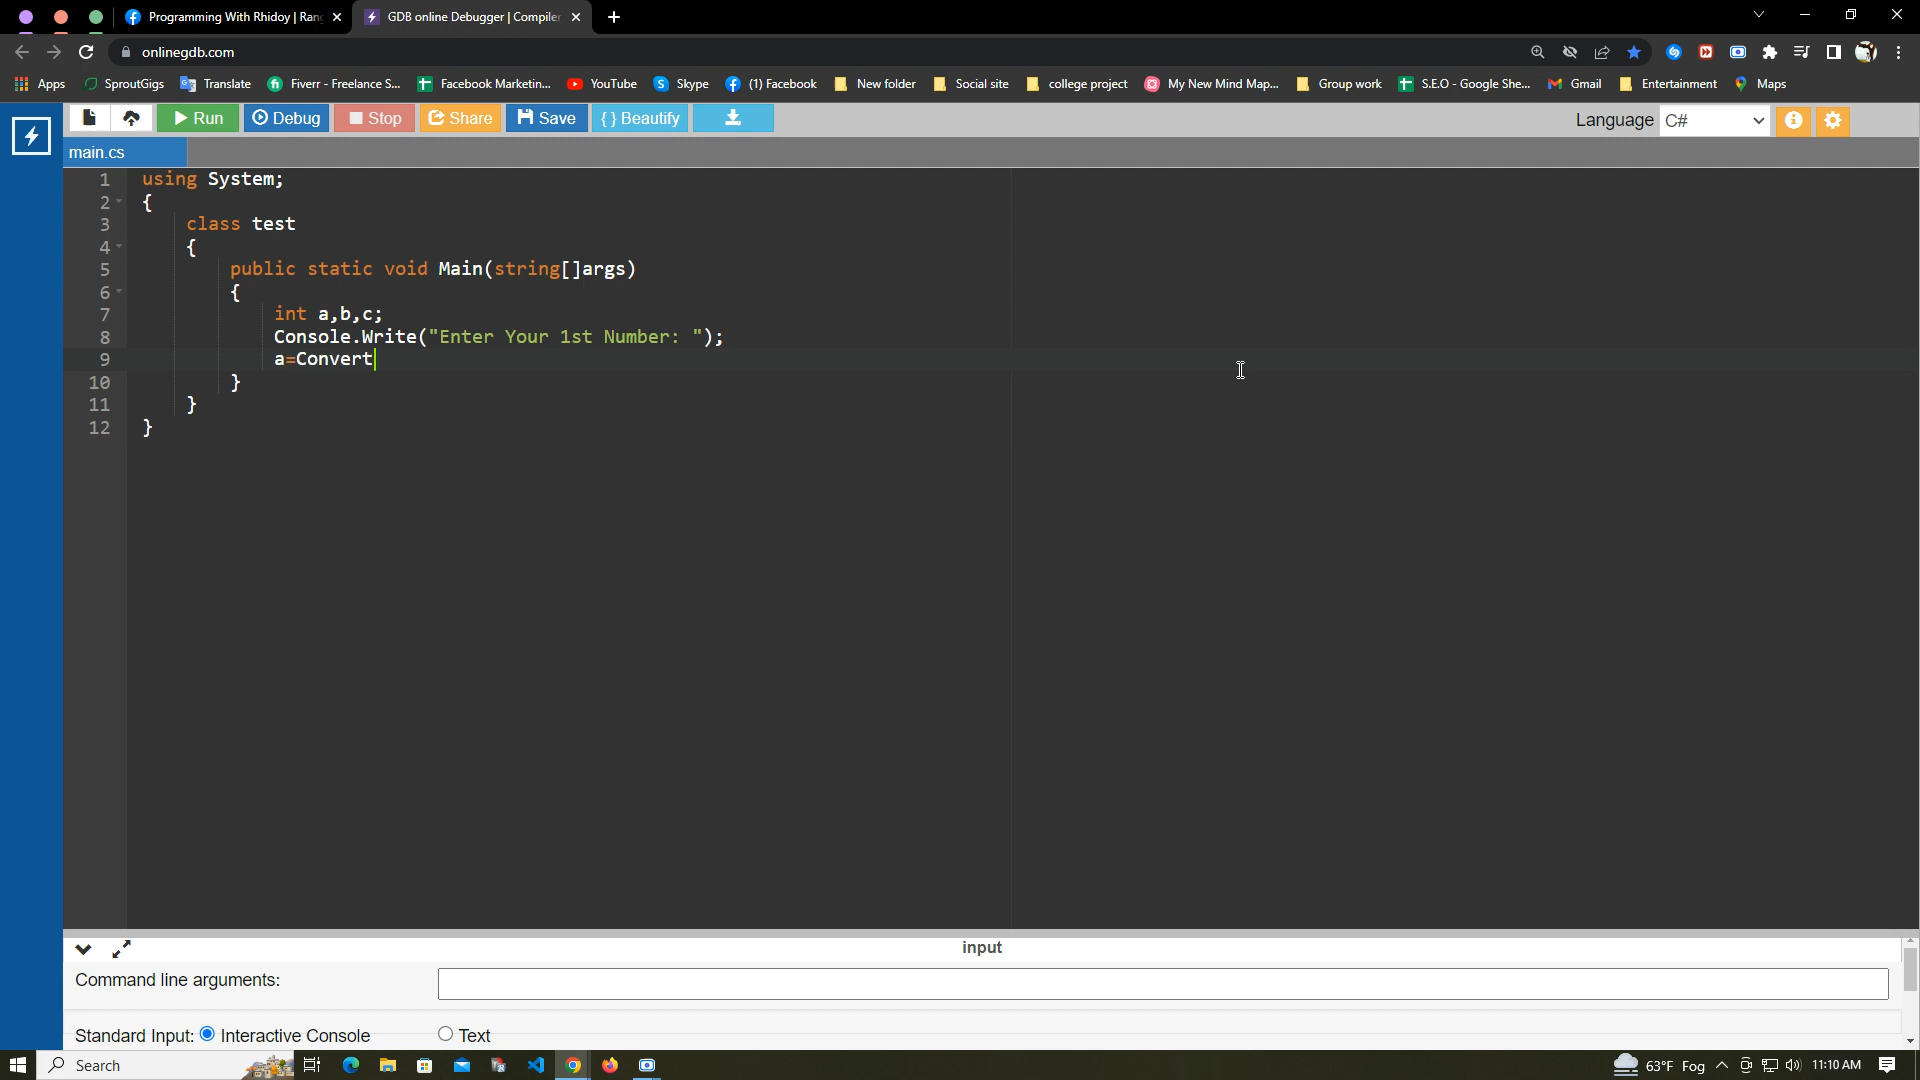 Programming With Rhidoy | Ran
GDB online Debugger | Compiler
onlinegdb.com
Apps
SproutGigs
Translate
Fiverr - Freelance S...
Facebook Marketin...
YouTube
Skype
(1) Facebook
New folder
Social site
college project
My New Mind Map...
Group work
S.E.O - Google She...
Gmail
Entertainment
Maps
Run
Debug
Stop
Share
Save
{ } Beautify
Language C#
main.cs
1 using System;
2 {
3 class test
4 {
5 public static void Main(string[]args)
6 {
7 int a,b,c;
8 Console.Write("Enter Your 1st Number: ");
9 a=Convert
10 }
11 }
12 }
input
Command line arguments:
Standard Input: Interactive Console Text
Search
63°F Fog
11:10 AM